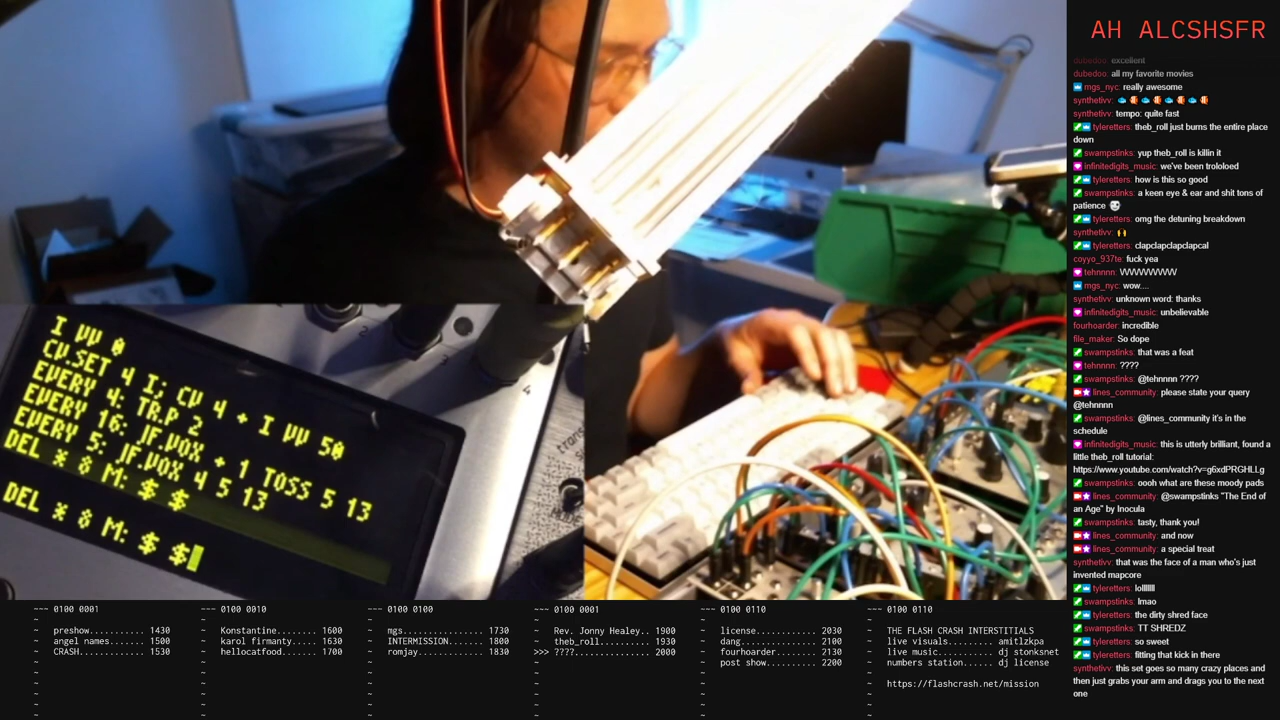 AH ALCSHSFR
dubedoo: excellent
dubedoo: all my favorite movies
mgs_nyc: really awesome
synthetivv:
synthetivv: tempo: quite fast
tyleretters: theb_roll just burns the entire place
down
swampstinks: yup theb_roll is killin it
infinitedigits_music: we've been trololoed
tyleretters: how is this so good
swampstinks: a keen eye & ear and shit tons of
patience
tyleretters: omg the detuning breakdown
synthetivv:
tyleretters: clapclapclapclapcal
coyyo_937te: fuck yea
tehnnnn: VVVVVVVVVVV
mgs_nyc: wow....
synthetivv: unknown word: thanks
infinitedigits_music: unbelievable
fourhoarder: incredible
file_maker: So dope
swampstinks: that was a feat
tehnnnn: ????
swampstinks: @tehnnnn ????
lines_community: please state your query
@tehnnnn
swampstinks: @lines_community it's in the
schedule
infinitedigits_music: this is utterly brilliant, found a
little theb_roll tutorial:
https://www.youtube.com/watch?v=g6xdPRGHLLg
swampstinks: oooh what are these moody pads
lines_community: @swampstinks "The End of
an Age" by Inocula
swampstinks: tasty, thank you!
lines_community: and now
lines_community: a special treat
synthetivv: that was the face of a man who's just
invented mapcore
tyleretters: lolllllll
swampstinks: lmao
tyleretters: the dirty shred face
swampstinks: TT SHREDZ
tyleretters: so sweet
tyleretters: fitting that kick in there
synthetivv: this set goes so many crazy places and
then just grabs your arm and drags you to the next
one
2
3
4
I VV 0
CV.SET 4 I; CV 4 + I VV 50
EVERY 4: TR.P 2
EVERY 16: JF.VOX + 1 TOSS 5 13
EVERY 5: JF.VOX 4 5 13
DEL * 8 M: $ $
DEL * 8 M: $ $
~~~ 0100 0001
preshow........... 1430
angel names....... 1500
CRASH............. 1530
~~~ 0100 0010
Konstantine....... 1600
karol firmanty.... 1630
hellocatfood...... 1700
~~~ 0100 0100
mgs............... 1730
INTERMISSION...... 1800
romjay............ 1830
~~~ 0100 0001
Rev. Jonny Healey.. 1900
theb_roll......... 1930
>>> ????.............. 2000
~~~ 0100 0110
license........... 2030
dang.............. 2100
fourhoarder....... 2130
post show......... 2200
~~~ 0100 0110
THE FLASH CRASH INTERSTITIALS
live visuals..... amitlzkpa
live music....... dj stonksnet
numbers station.. dj license
https://flashcrash.net/mission